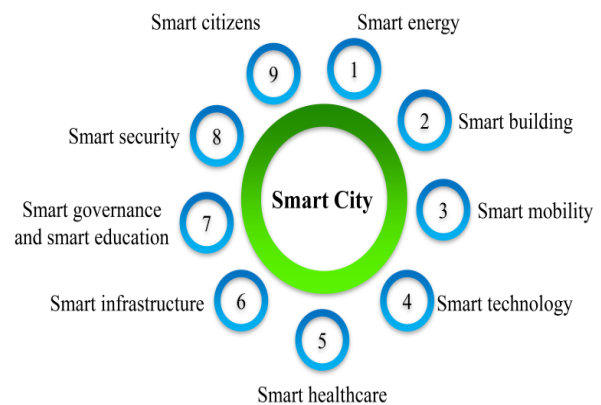 Smart citizens
Smart energy
9
1
Smart security
8
2
Smart building
Smart City
Smart governance
and smart education
7
3
Smart mobility
Smart infrastructure
6
4
Smart technology
5
Smart healthcare